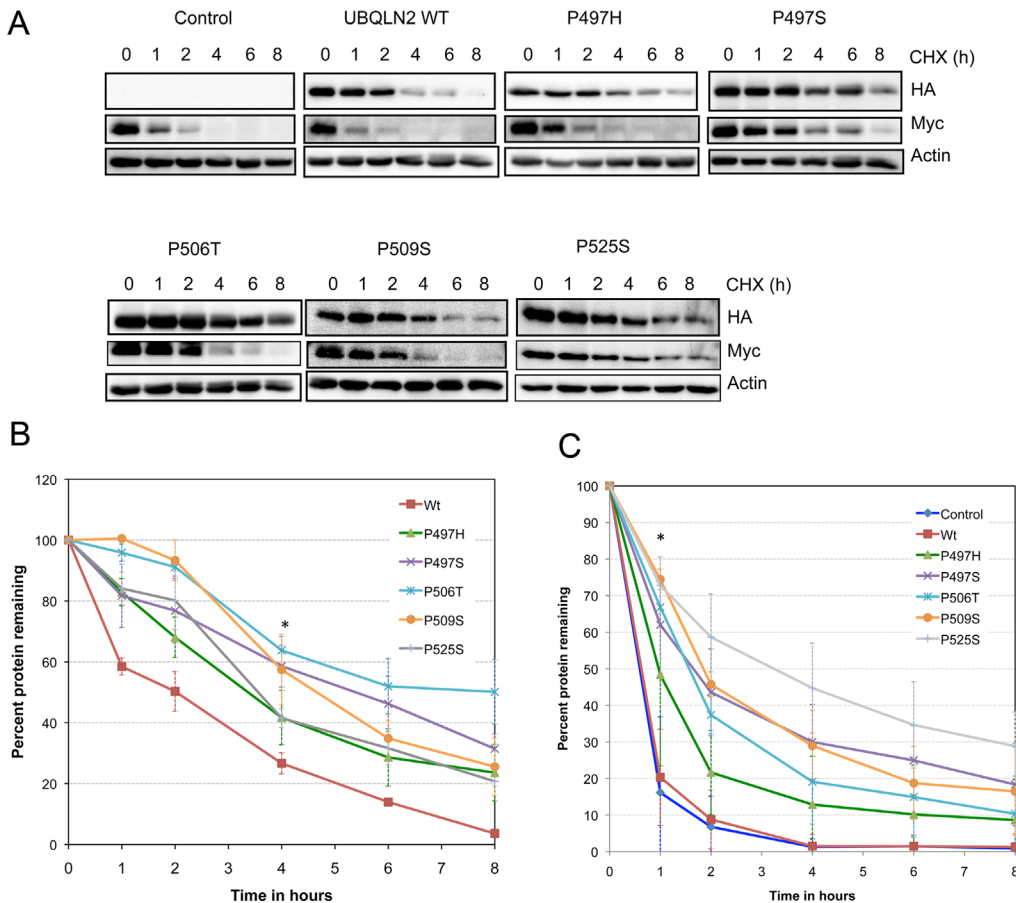 A
Control UBQLN2 WT P497H P497S
0 1 2 4 6 8 0 1 2 4 6 8 0 1 2 4 6 8 0 1 2 4 6 8 CHX (h)
HA
Myc
Actin
P506T P509S P525S
0 1 2 4 6 8 0 1 2 4 6 8 0 1 2 4 6 8 CHX (h)
HA
Myc
Actin
B
Percent protein remaining
120
100
80
60
40
20
0
0 1 2 3 4 5 6 7 8
Time in hours
*
Wt
P497H
P497S
P506T
P509S
P525S
C
Percent protein remaining
100
90
80
70
60
50
40
30
20
10
0
0 1 2 3 4 5 6 7 8
Time in hours
*
Control
Wt
P497H
P497S
P506T
P509S
P525S